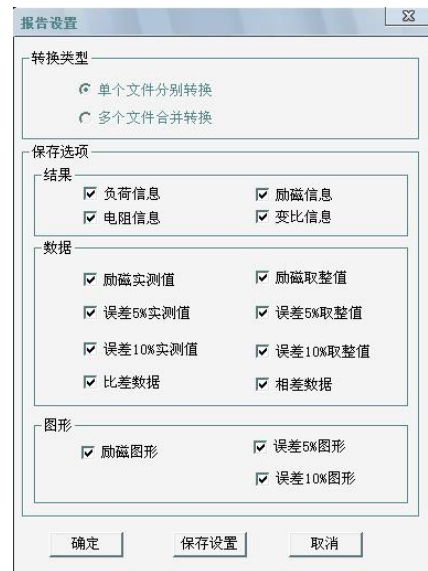 报告设置
转换类型
单个文件分别转换
多个文件合并转换
保存选项
结果
负荷信息 励磁信息
电阻信息 变比信息
数据
励磁实测值 励磁取整值
误差5%实测值 误差5%取整值
误差10%实测值 误差10%取整值
比差数据 相差数据
图形
励磁图形 误差5%图形
误差10%图形
确定 保存设置 取消